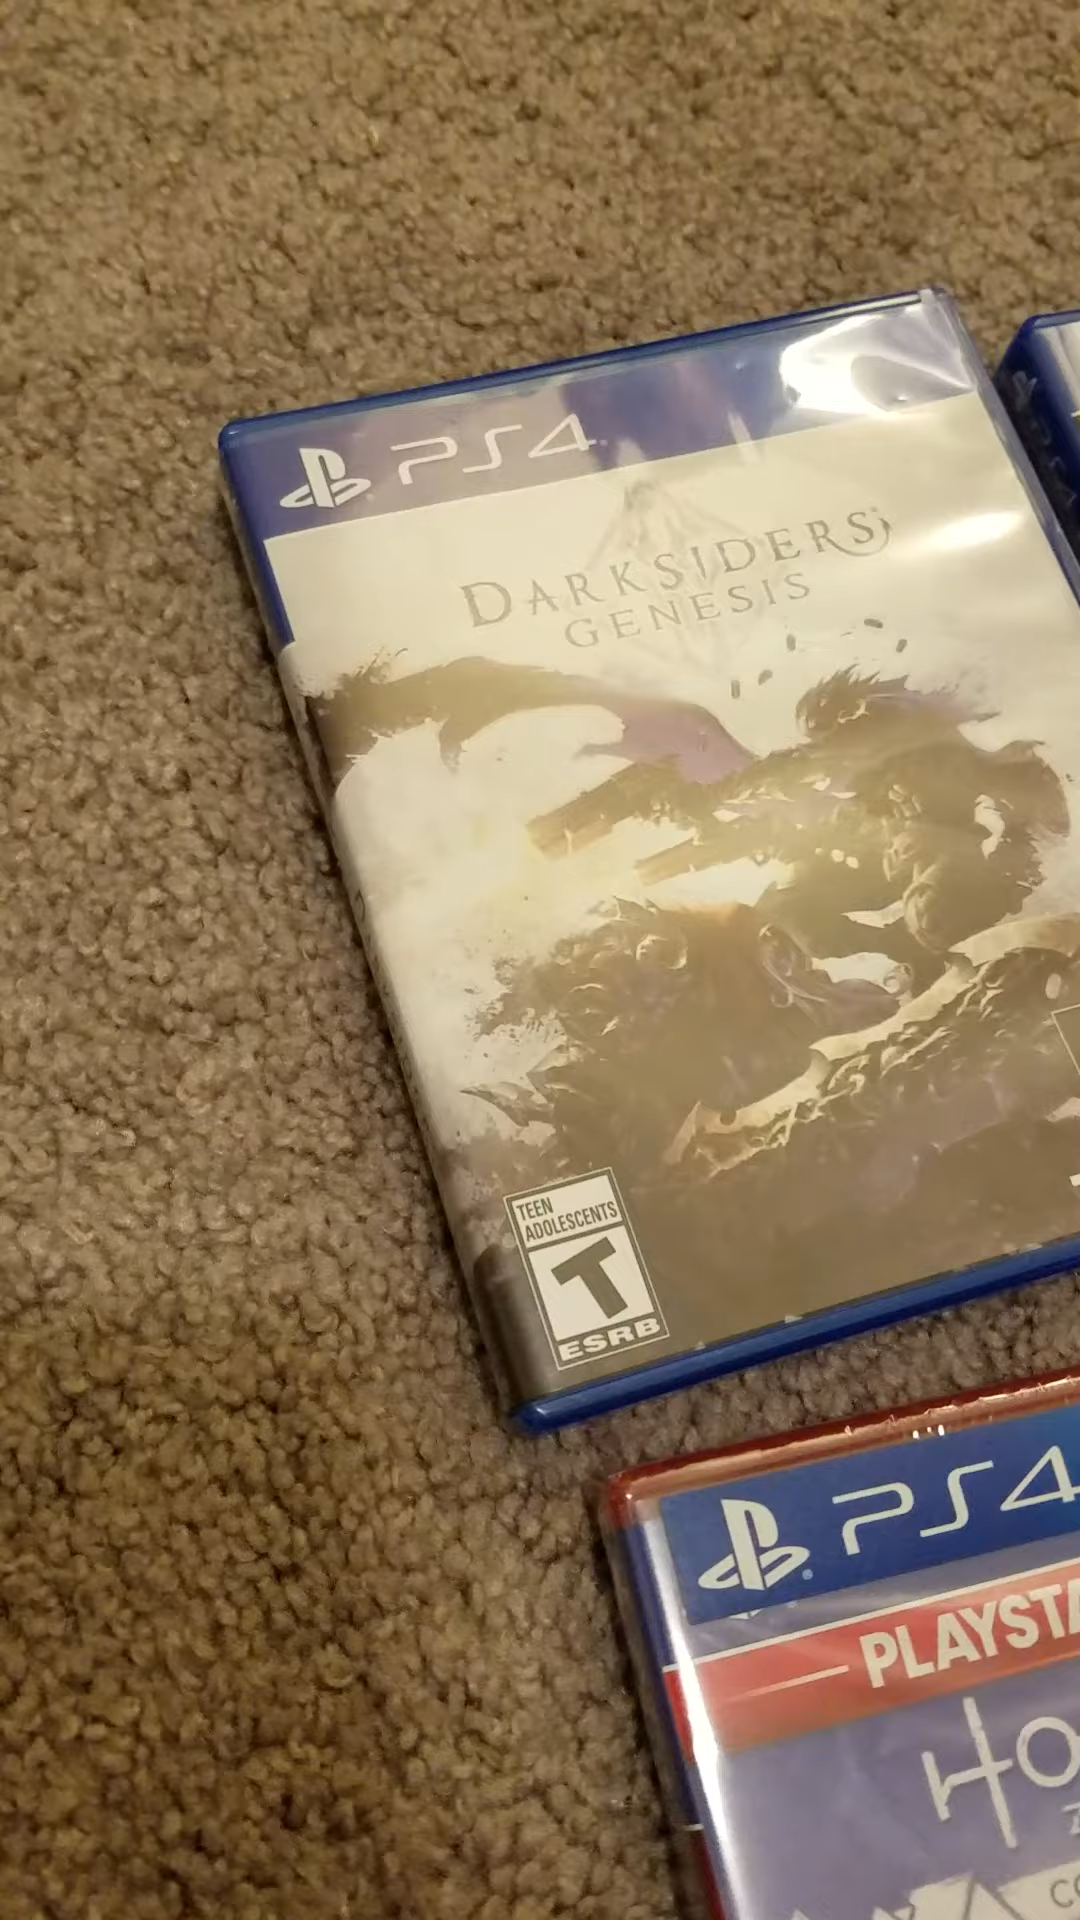 PS4
DARKSIDERS
GENESIS
TEEN
ADOLESCENTS
T
ESRB
PS4
PLAYSTA
HO
CO